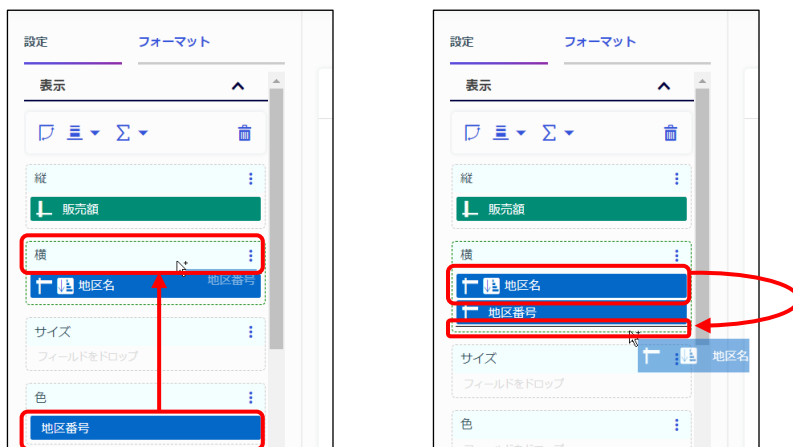 設定 フォーマット
表示
縦
販売額
横
地区番号
地区名
サイズ
フィールドをドロップ
色
地区番号
設定 フォーマット
表示
縦
販売額
横
地区名
地区番号
サイズ
地区名
フィールドをドロップ
色